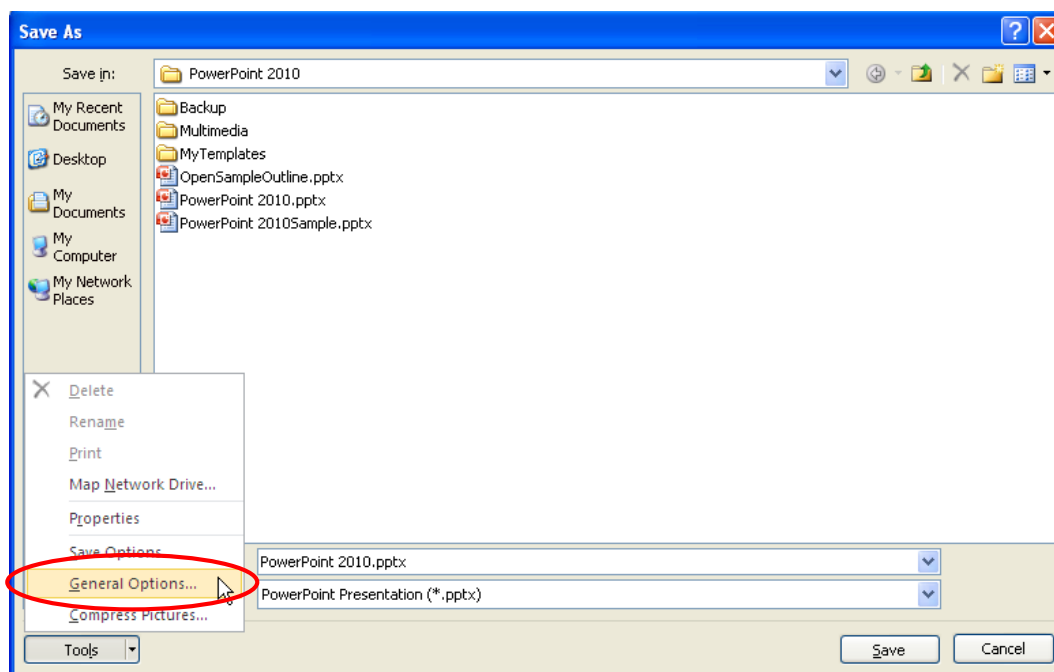 Save As
Save in:
PowerPoint 2010
My Recent
Documents
Desktop
My
Documents
My
Computer
My Network
Places
Backup
Multimedia
MyTemplates
OpenSampleOutline.pptx
PowerPoint 2010.pptx
PowerPoint 2010Sample.pptx
Delete
Rename
Print
Map Network Drive...
Properties
Save Options...
General Options...
Compress Pictures...
PowerPoint 2010.pptx
PowerPoint Presentation (*.pptx)
Tools
Save
Cancel